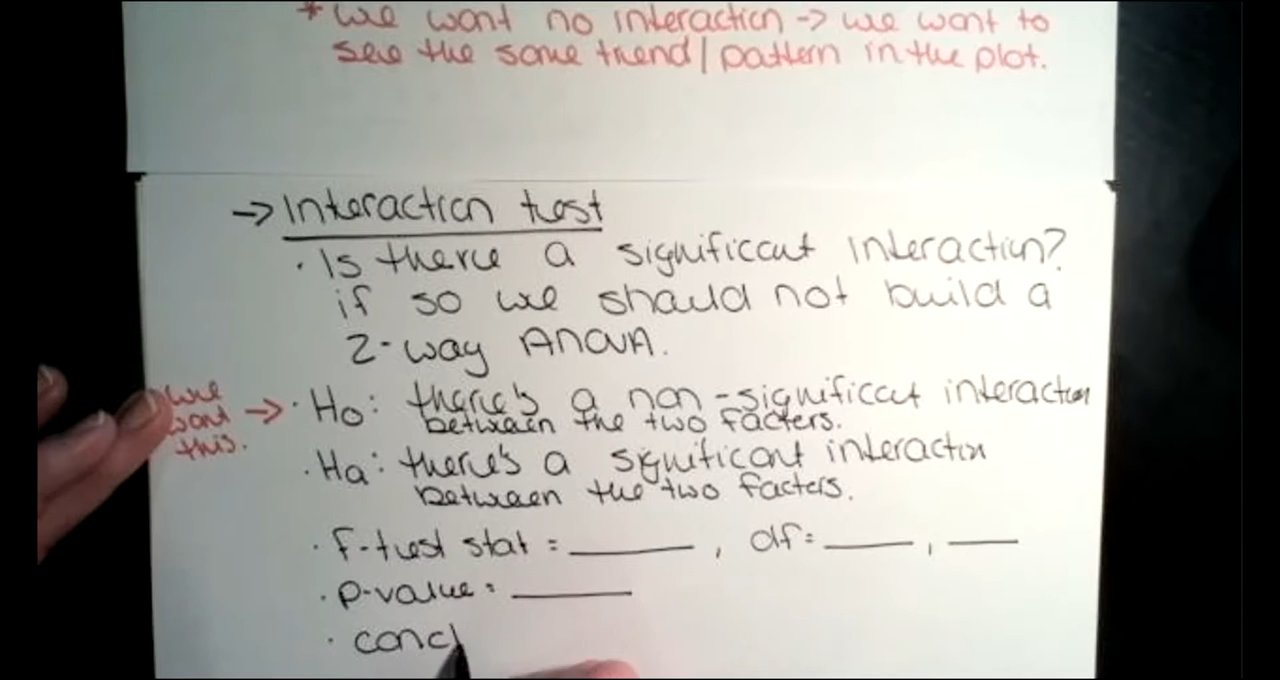 * we want no interaction -> we want to
see the same trend/pattern in the plot.
-> Interaction test
· Is there a significant interaction?
if so we should not build a
2-way ANOVA.
we want this. -> · Ho: there's a non-significant interaction
between the two factors.
· Ha: there's a significant interaction
between the two factors.
· F-test stat = ______, df= ____, ____
· p-value = ______
· concl